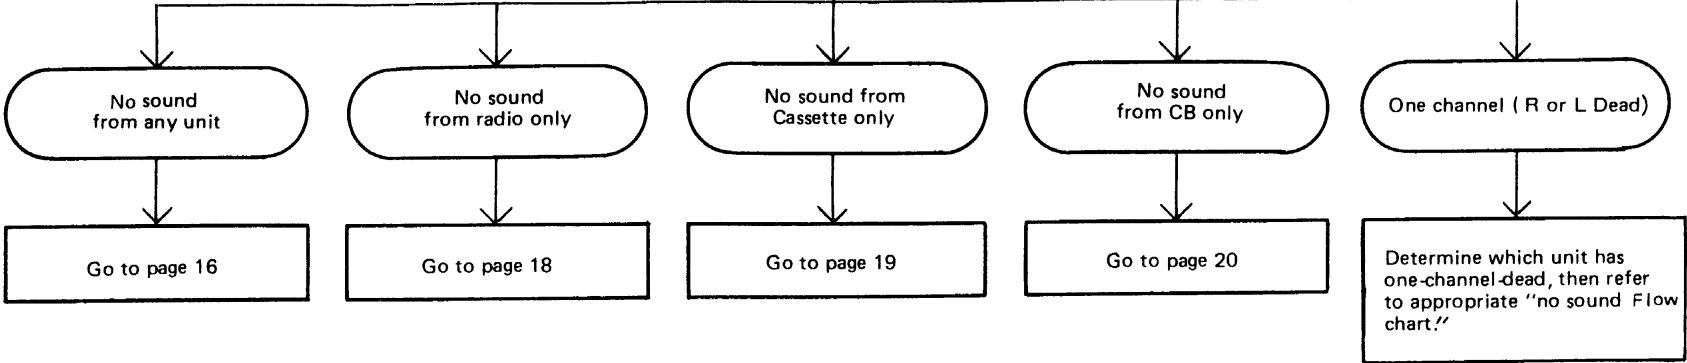 No sound
from any unit
No sound
from radio only
No sound from
Cassette only
No sound
from CB only
One channel ( R or L Dead)
Go to page 16
Go to page 18
Go to page 19
Go to page 20
Determine which unit has
one-channel-dead, then refer
to appropriate “no sound Flow
chart.”